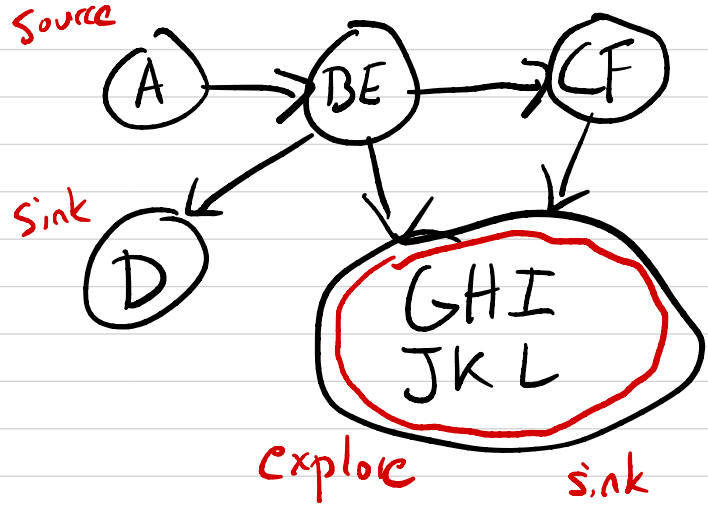 source
A
BE
CF
sink
D
GHI
JKL
explore
sink